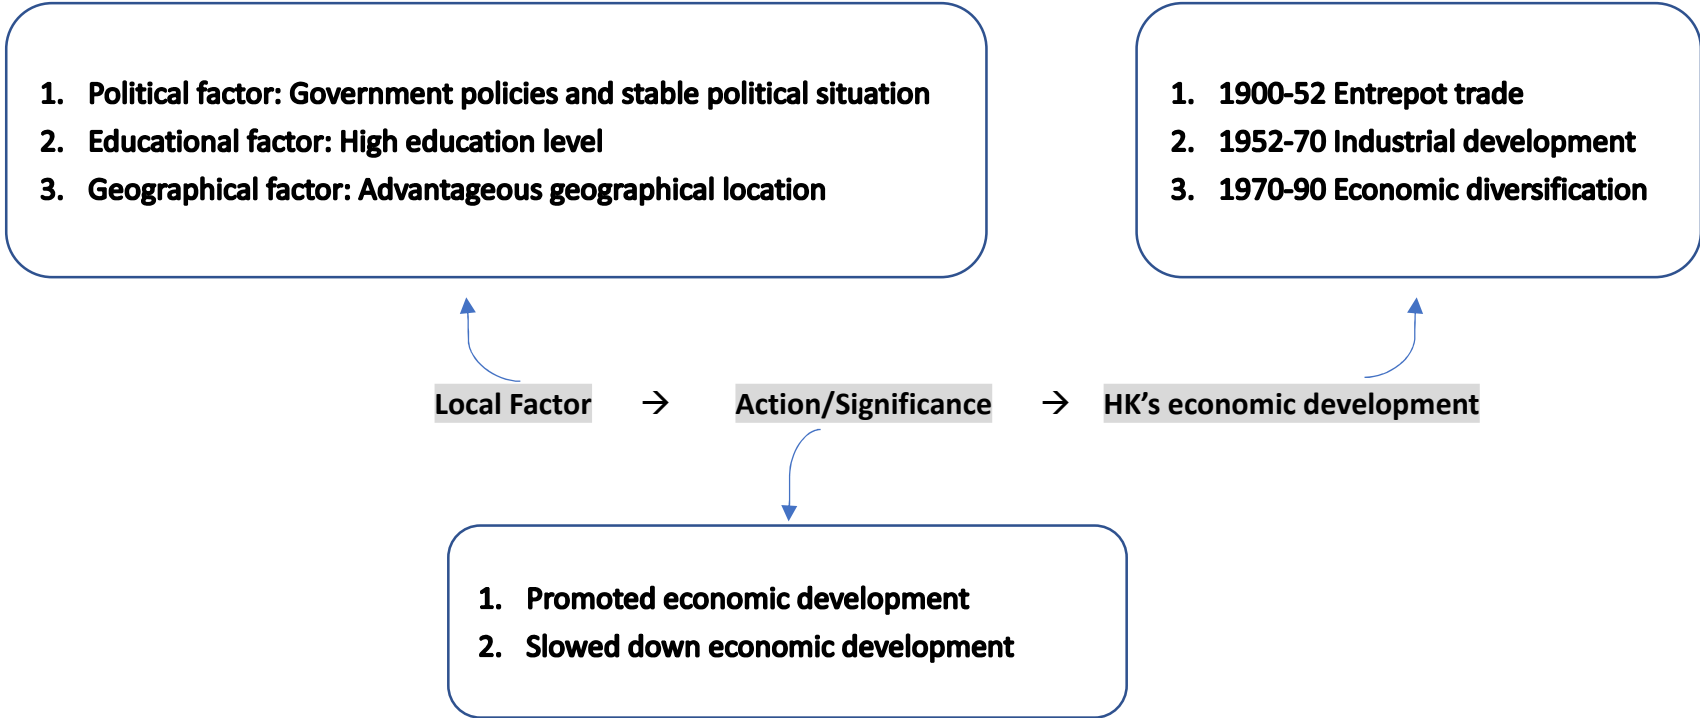 1. Political factor: Government policies and stable political situation
2. Educational factor: High education level
3. Geographical factor: Advantageous geographical location
1. 1900-52 Entrepot trade
2. 1952-70 Industrial development
3. 1970-90 Economic diversification
Local Factor → Action/Significance → HK’s economic development
1. Promoted economic development
2. Slowed down economic development